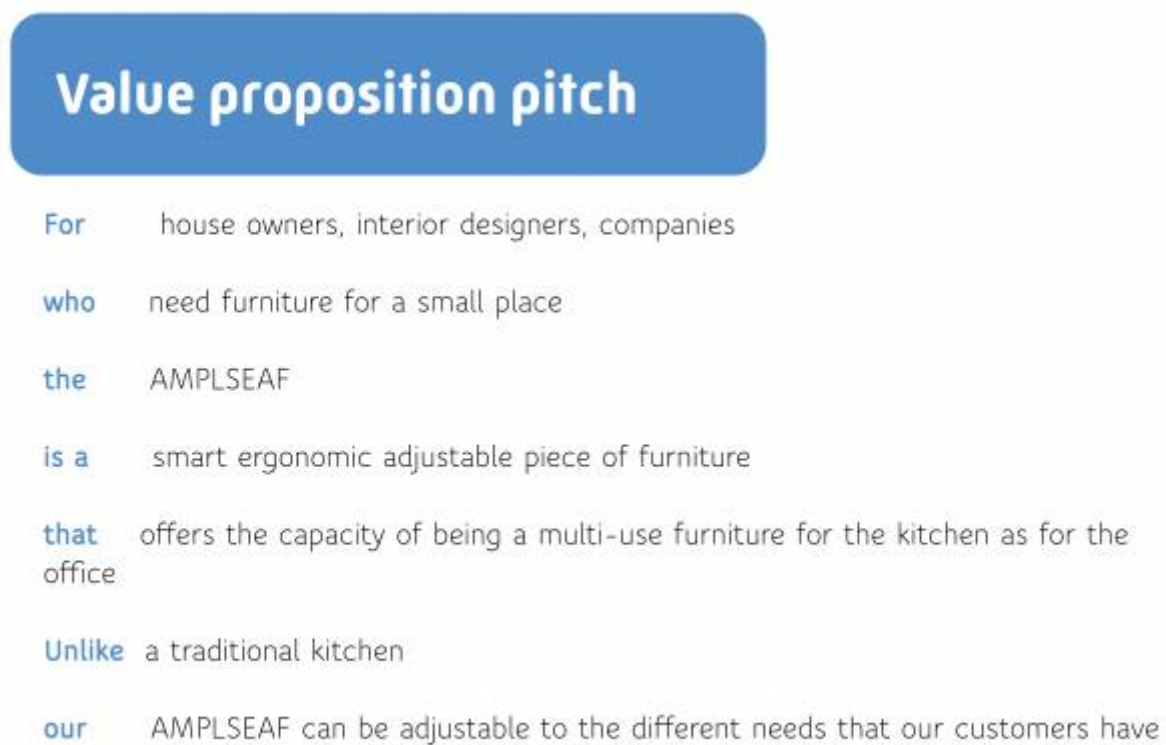 Value proposition pitch
For house owners, interior designers, companies
who need furniture for a small place
the AMPLSEAF
is a smart ergonomic adjustable piece of furniture
that offers the capacity of being a multi-use furniture for the kitchen as for the
office
Unlike a traditional kitchen
our AMPLSEAF can be adjustable to the different needs that our customers have